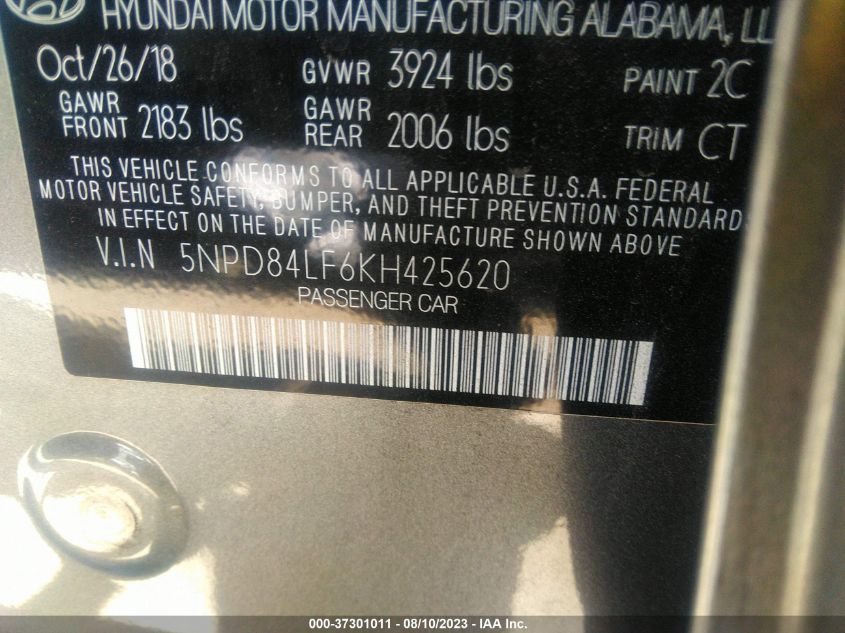 HYUNDAI MOTOR MANUFACTURING ALABAMA, LL
Oct/26/18 GVWR 3924 lbs PAINT 2C
GAWR FRONT 2183 lbs GAWR REAR 2006 lbs TRIM CT
THIS VEHICLE CONFORMS TO ALL APPLICABLE U.S.A. FEDERAL
MOTOR VEHICLE SAFETY, BUMPER, AND THEFT PREVENTION STANDARDS
IN EFFECT ON THE DATE OF MANUFACTURE SHOWN ABOVE
V.I.N 5NPD84LF6KH425620
PASSENGER CAR
000-37301011 - 08/10/2023 - IAA Inc.